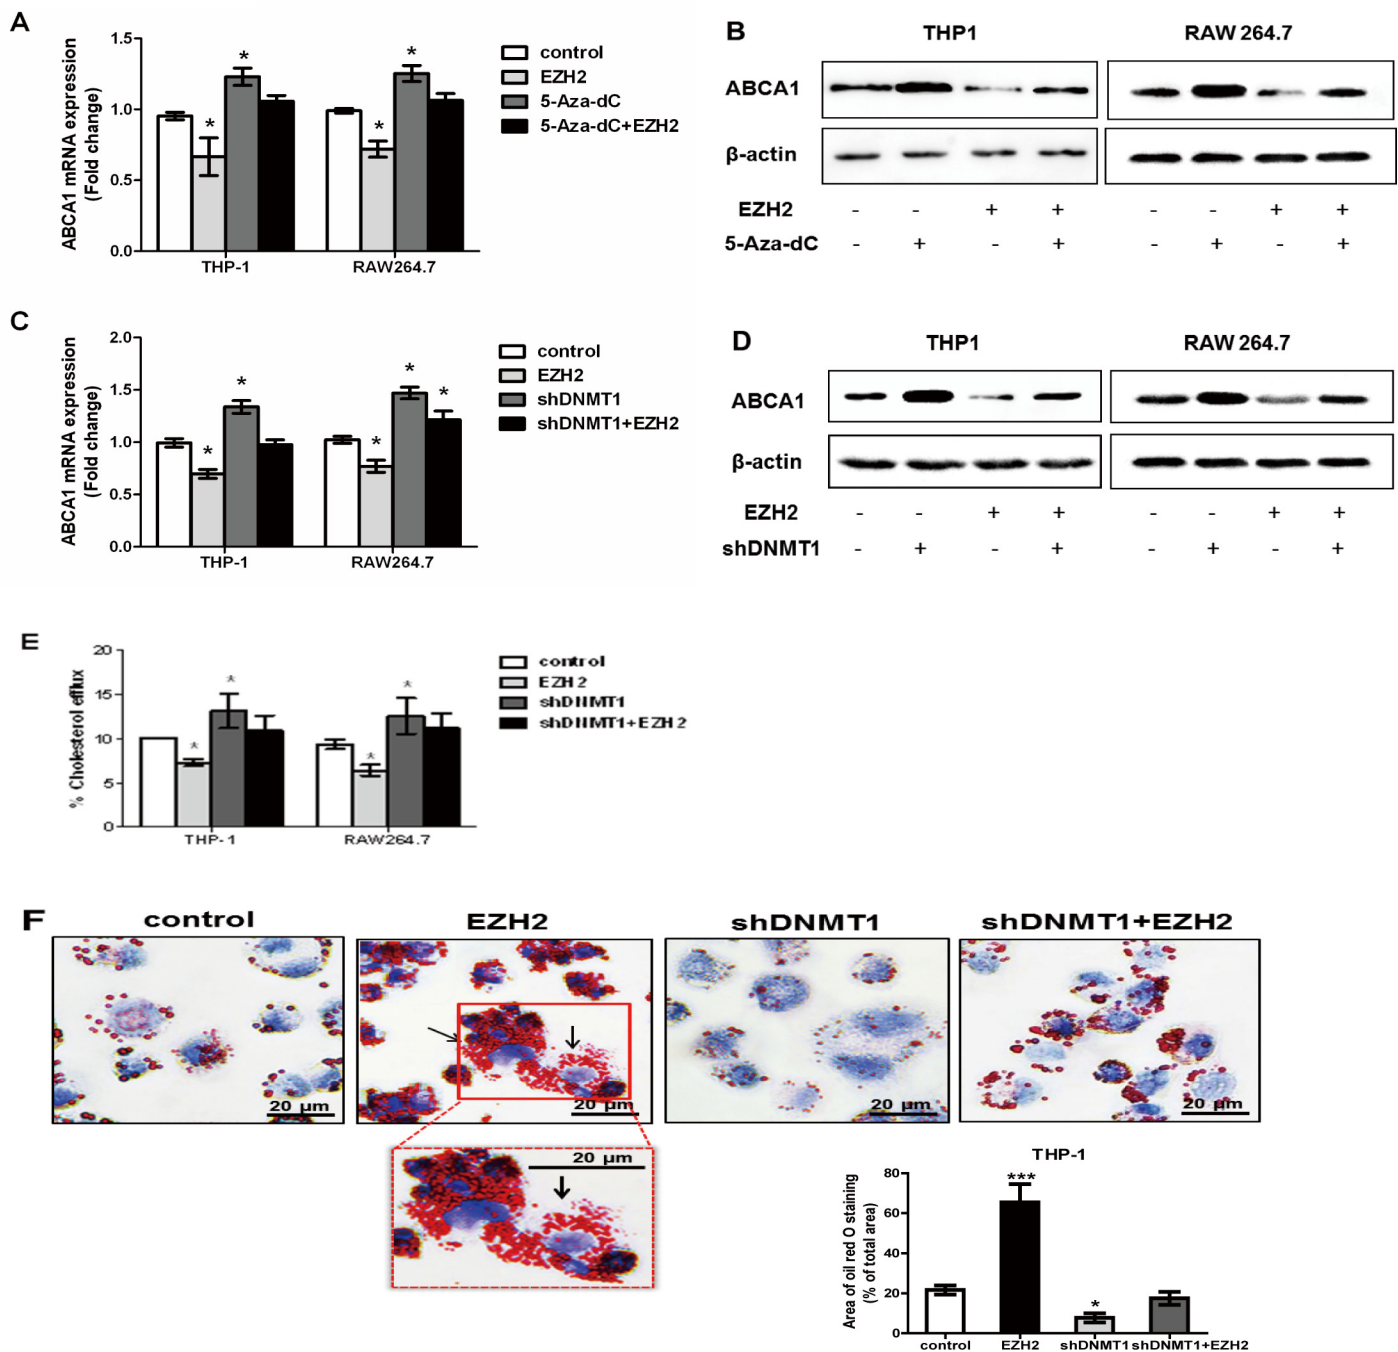 A
ABCA1 mRNA expression
(Fold change)
1.5
1.0
0.5
0.0
* * * *
THP-1 RAW264.7
control
EZH2
5-Aza-dC
5-Aza-dC+EZH2
B
THP1 RAW 264.7
ABCA1
β-actin
EZH2 - - + + - - + +
5-Aza-dC - + - + - + - +
C
ABCA1 mRNA expression
(Fold change)
2.0
1.5
1.0
0.5
0.0
* * * * *
THP-1 RAW264.7
control
EZH2
shDNMT1
shDNMT1+EZH2
D
THP1 RAW 264.7
ABCA1
β-actin
EZH2 - - + + - - + +
shDNMT1 - + - + - + - +
E
% Cholesterol efflux
20
15
10
5
0
* * * *
THP-1 RAW264.7
control
EZH2
shDNMT1
shDNMT1+EZH2
F
control EZH2 shDNMT1 shDNMT1+EZH2
20 μm 20 μm 20 μm 20 μm
20 μm
THP-1
Area of oil red O staining
(% of total area)
80
60
40
20
0
*** *
control EZH2 shDNMT1 shDNMT1+EZH2